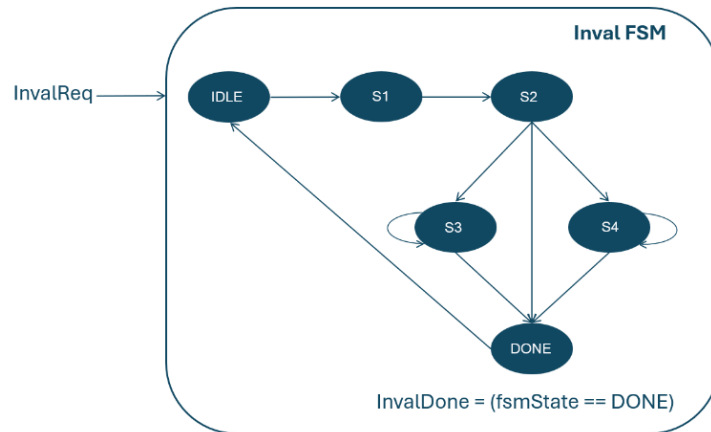 Inval FSM
InvalReq
IDLE
S1
S2
S3
S4
DONE
InvalDone = (fsmState == DONE)